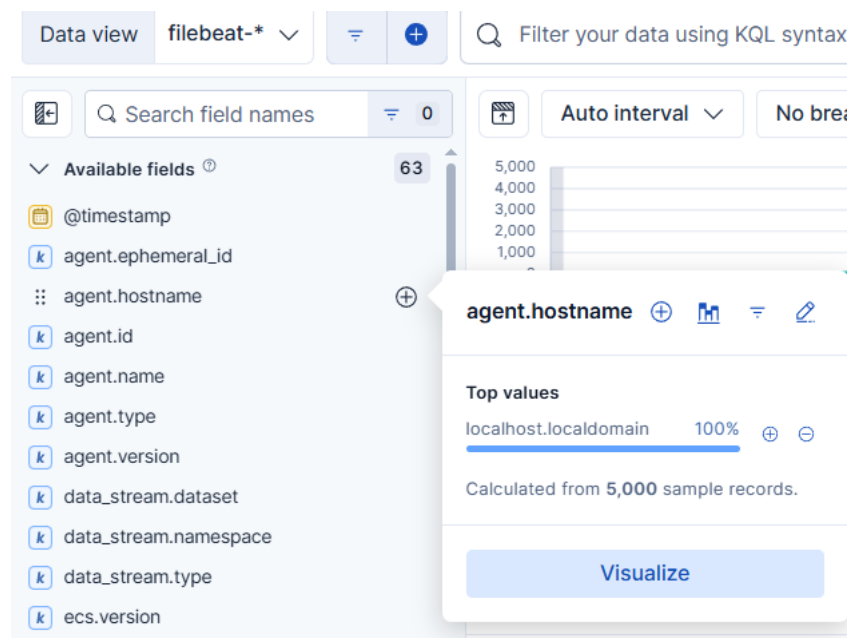 Data view filebeat-* Filter your data using KQL syntax
Search field names 0
Auto interval No brea
Available fields 63
@timestamp
k agent.ephemeral_id
agent.hostname
k agent.id
k agent.name
k agent.type
k agent.version
k data_stream.dataset
k data_stream.namespace
k data_stream.type
k ecs.version
5,000
4,000
3,000
2,000
1,000
agent.hostname
Top values
localhost.localdomain 100%
Calculated from 5,000 sample records.
Visualize